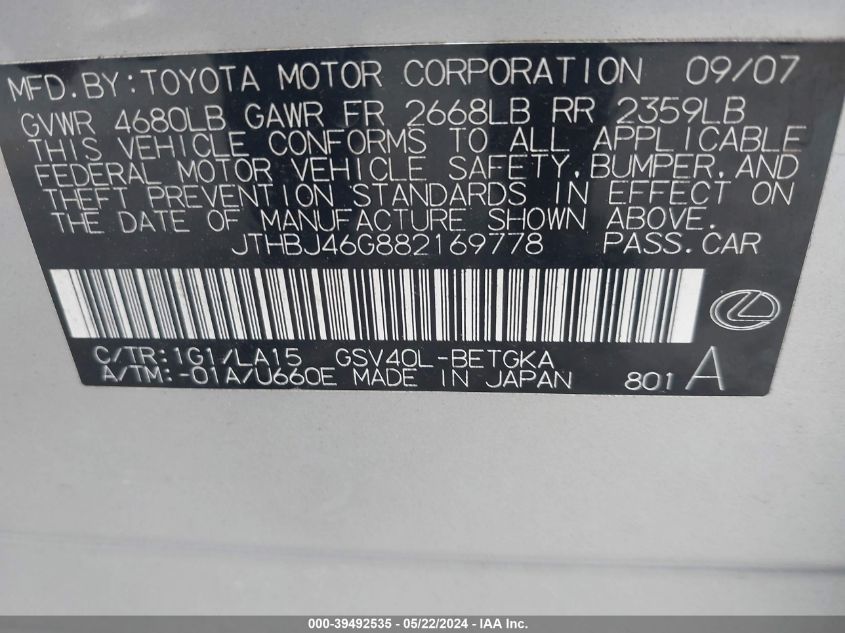 MFD.BY:TOYOTA MOTOR CORPORATION 09/07
GVWR 4680LB GAWR FR 2668LB RR 2359LB
THIS VEHICLE CONFORMS TO ALL APPLICABLE
FEDERAL MOTOR VEHICLE SAFETY,BUMPER,AND
THEFT PREVENTION STANDARDS IN EFFECT ON
THE DATE OF MANUFACTURE SHOWN ABOVE.
JTHBJ46G882169778 PASS.CAR
C/TR:1G1/LA15 GSV40L-BETGKA
A/TM:-01A/U660E MADE IN JAPAN 801 A
000-39492535 - 05/22/2024 - IAA Inc.